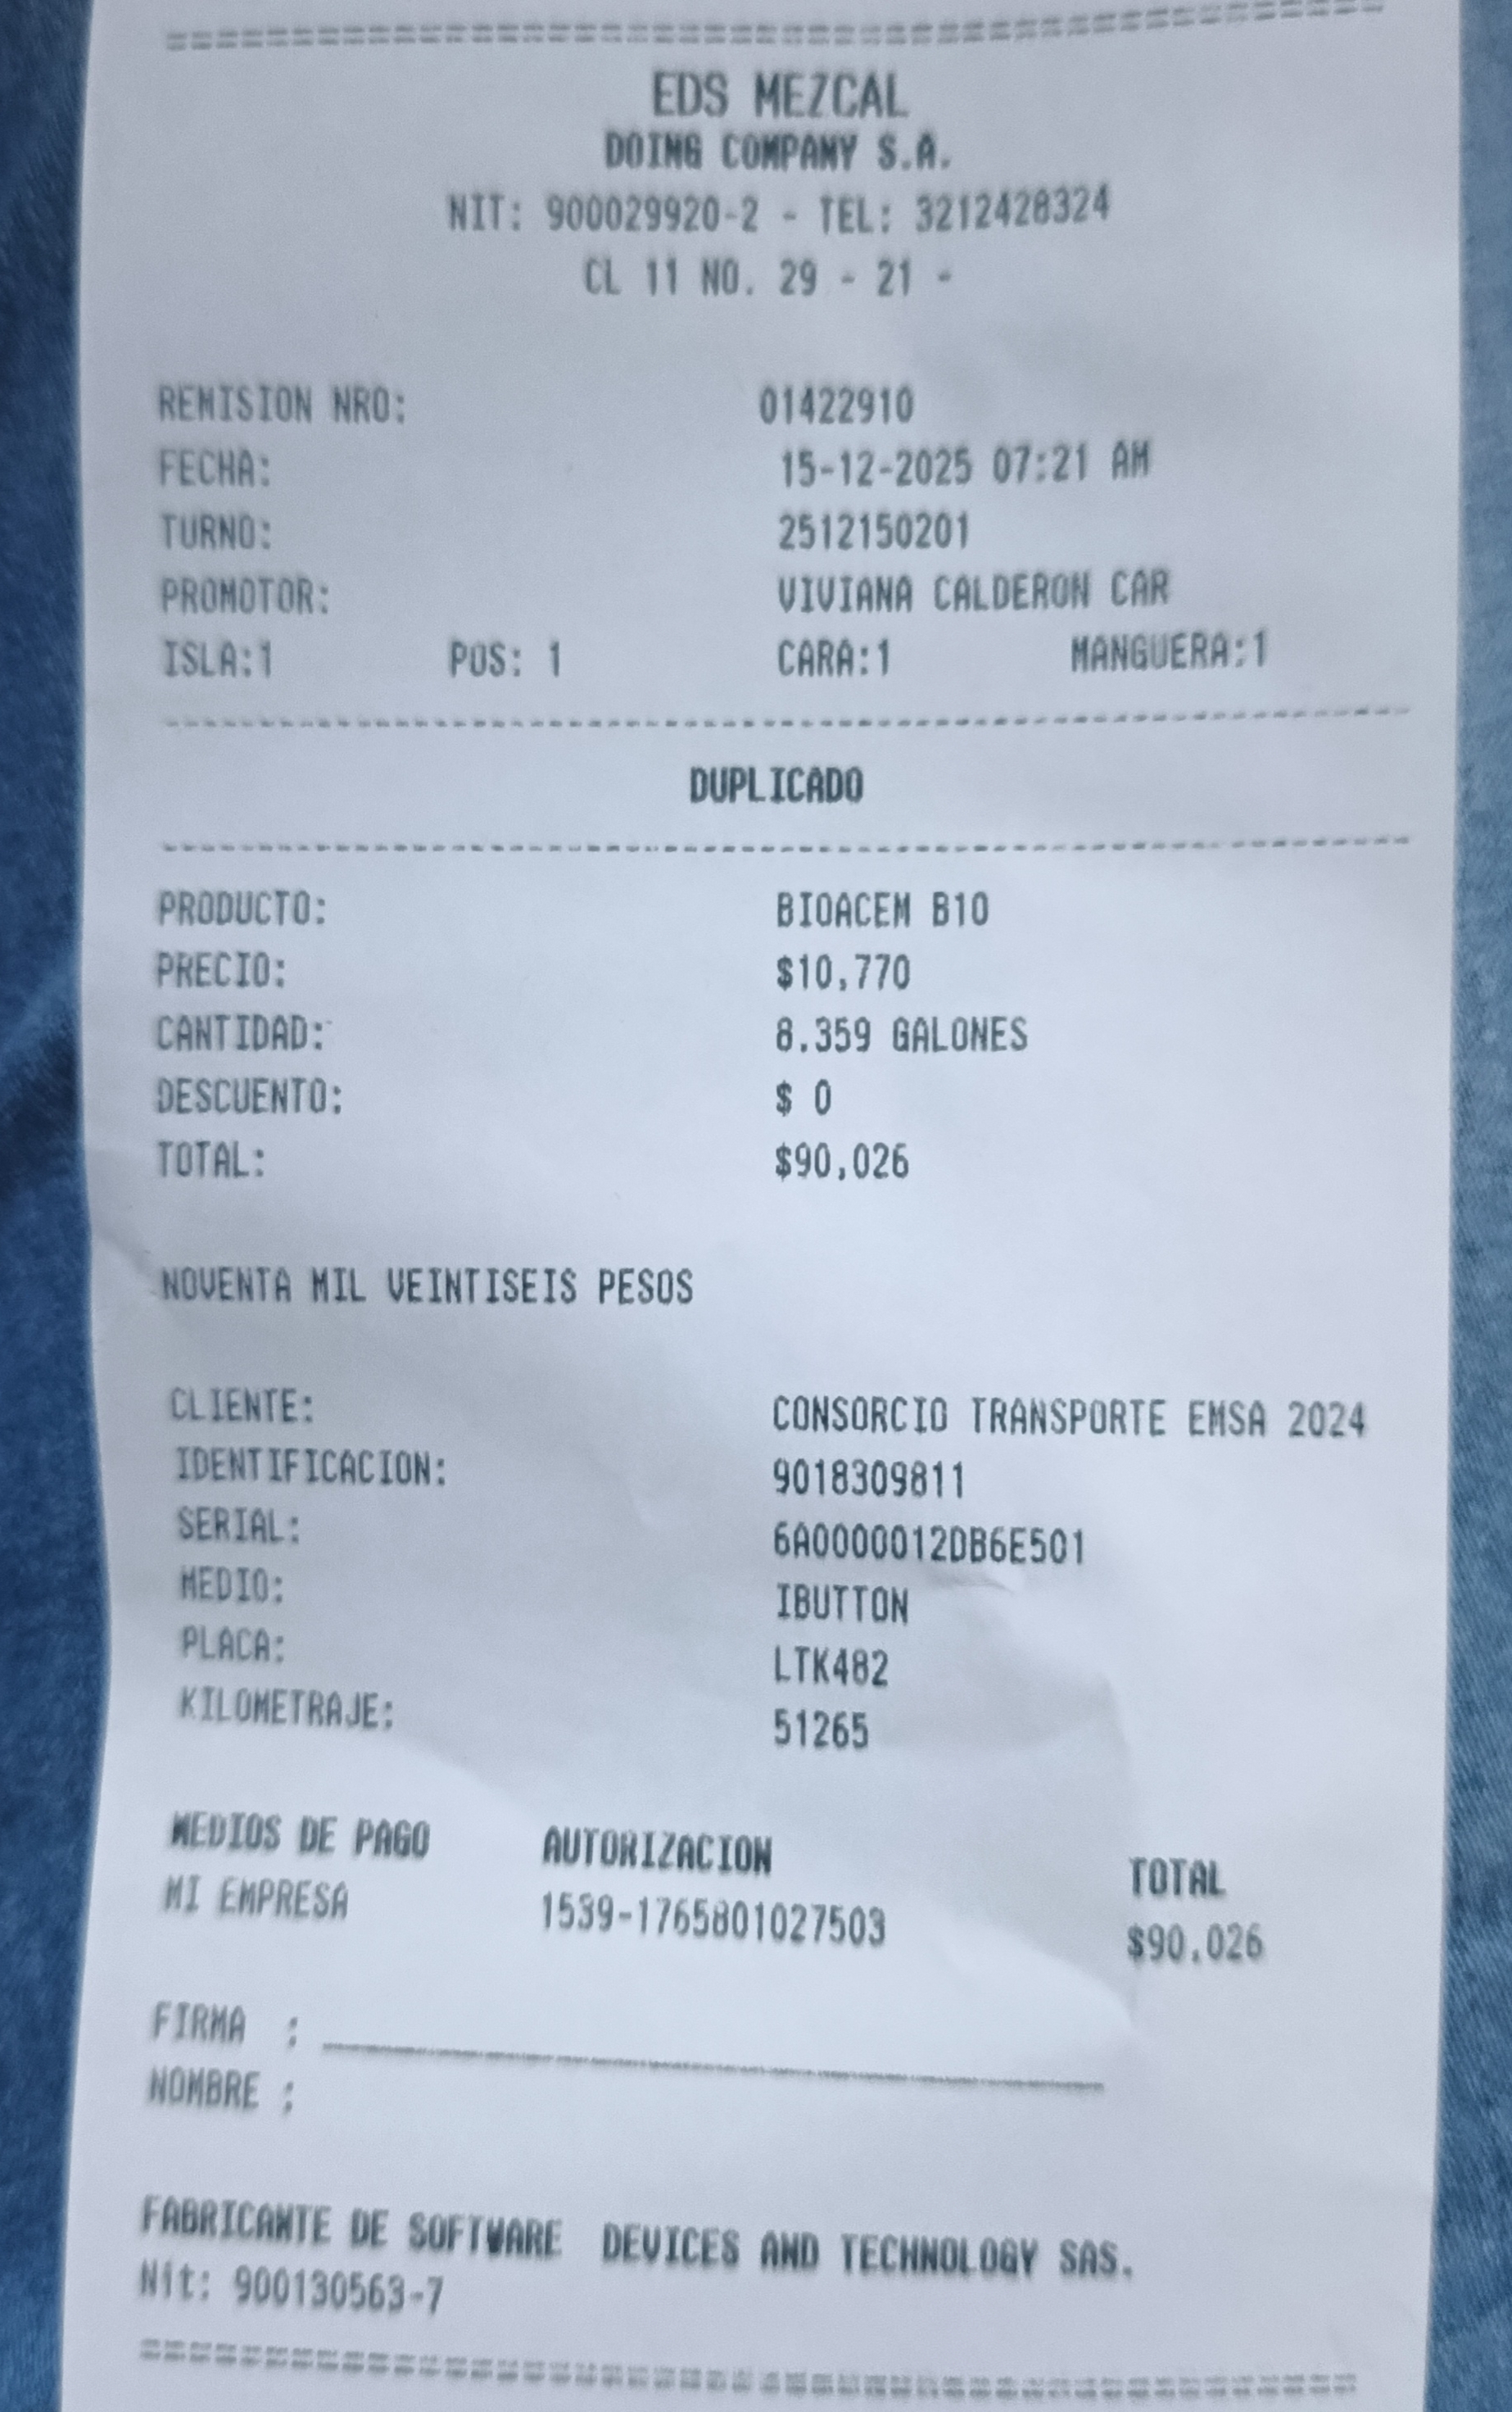 ================================================
EDS MEZCAL
DOING COMPANY S.A.
NIT: 900029920-2 - TEL: 3212428324
CL 11 NO. 29 - 21 -
REMISION NRO: 01422910
FECHA: 15-12-2025 07:21 AM
TURNO: 2512150201
PROMOTOR: VIVIANA CALDERON CAR
ISLA:1 POS: 1 CARA:1 MANGUERA:1
DUPLICADO
PRODUCTO: BIOACEM B10
PRECIO: $10,770
CANTIDAD: 8.359 GALONES
DESCUENTO: $ 0
TOTAL: $90,026
NOVENTA MIL VEINTISEIS PESOS
CLIENTE: CONSORCIO TRANSPORTE EMSA 2024
IDENTIFICACION: 9018309811
SERIAL: 6A0000012DB6E501
MEDIO: IBUTTON
PLACA: LTK482
KILOMETRAJE: 51265
MEDIOS DE PAGO AUTORIZACION TOTAL
MI EMPRESA 1539-1765801027503 $90,026
FIRMA :
NOMBRE :
FABRICANTE DE SOFTWARE DEVICES AND TECHNOLOGY SAS.
Nit: 900130563-7
================================================